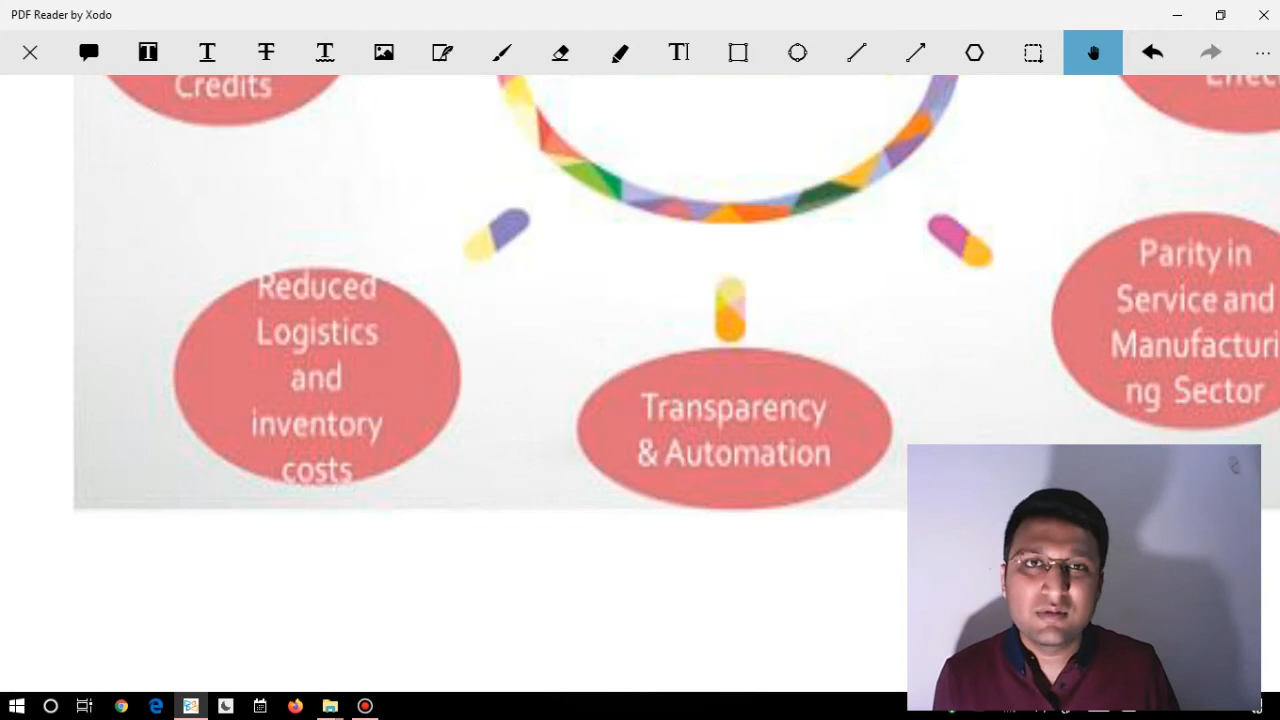 PDF Reader by Xodo
Credits
Reduced
Logistics
and
inventory
costs
Transparency
& Automation
Parity in
Service and
Manufacturi
ng Sector